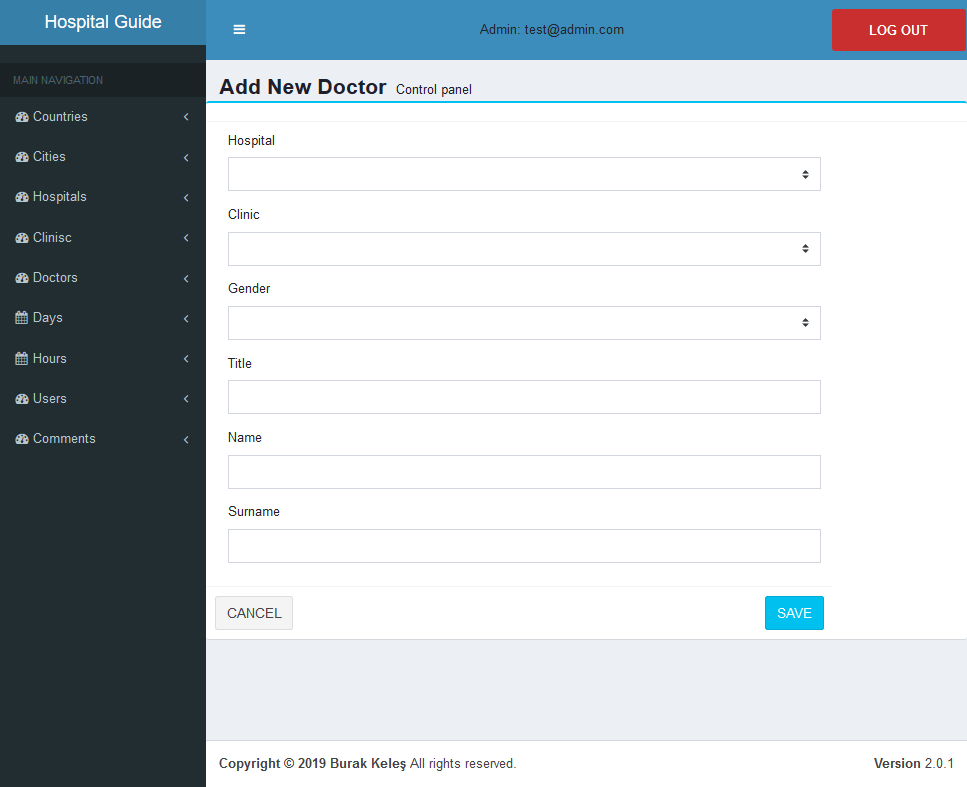 Hospital Guide
Admin: test@admin.com
LOG OUT
MAIN NAVIGATION
Countries
Cities
Hospitals
Clinisc
Doctors
Days
Hours
Users
Comments
Add New Doctor Control panel
Hospital
Clinic
Gender
Title
Name
Surname
CANCEL
SAVE
Copyright © 2019 Burak Keleş All rights reserved.
Version 2.0.1